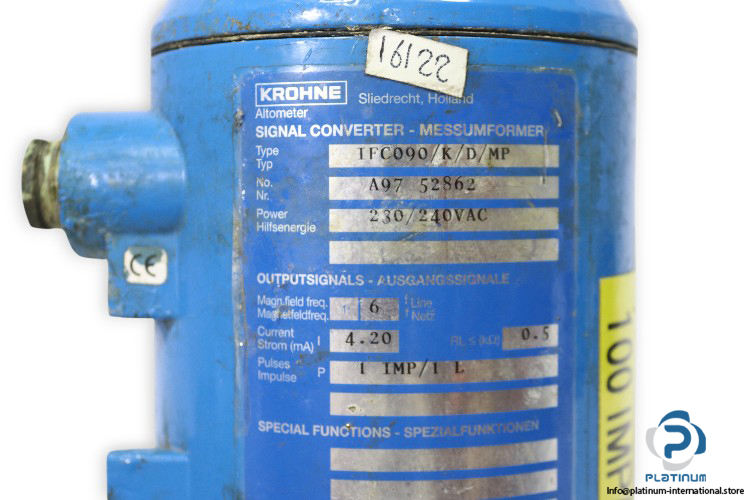 16122
KROHNE
Sliedrecht, Holland
Altometer
SIGNAL CONVERTER - MESSUMFORMER
Type
Typ
IFC090/K/D/MP
No.
Nr.
A97 52862
Power
Hilfsenergie
230/240VAC
CE
OUTPUTSIGNALS - AUSGANGSSIGNALE
Magn.field freq.
Magnetfeldfreq.
6
f Line
Netz
Current
Strom (mA)
I
4.20
RL ≤ (kΩ)
0.5
Pulses
Impulse
P
1 IMP/1 L
SPECIAL FUNCTIONS - SPEZIALFUNKTIONEN
100 IMP
PLATINUM
Info@platinum-international.store